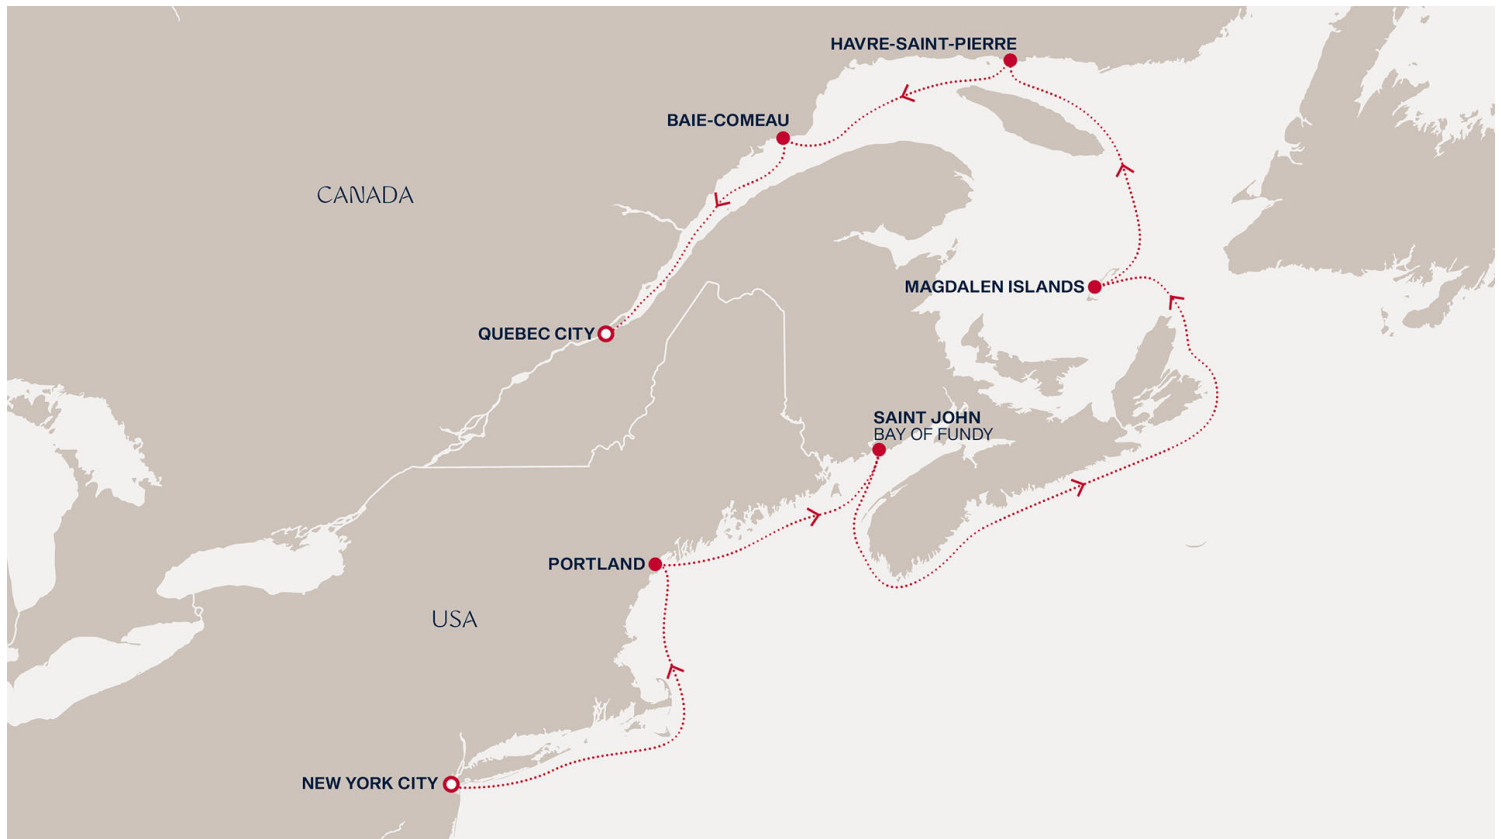 HAVRE-SAINT-PIERRE
BAIE-COMEAU
CANADA
MAGDALEN ISLANDS
QUEBEC CITY
SAINT JOHN
BAY OF FUNDY
PORTLAND
USA
NEW YORK CITY